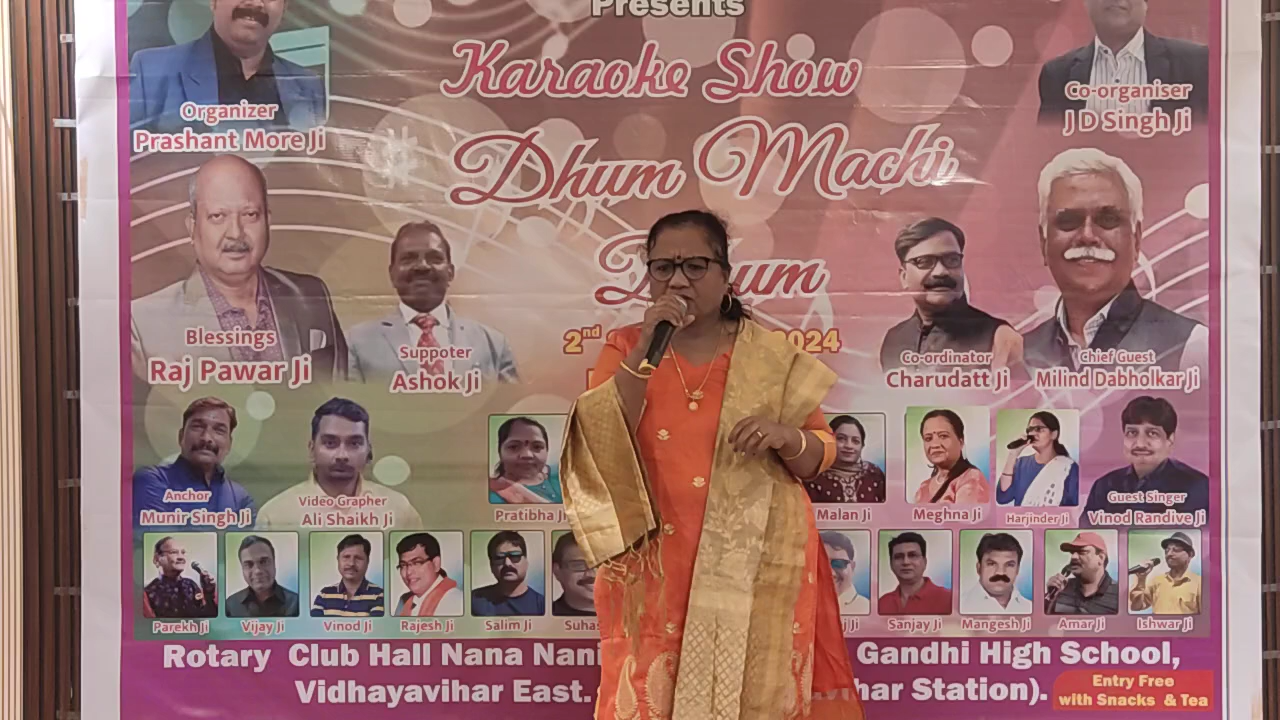 Presents
Karaoke Show
Dhum Machi
Organizer
Prashant More Ji
Co-organiser
J D Singh Ji
2nd 2024
Blessings
Raj Pawar Ji
Suppoter
Ashok Ji
Co-ordinator
Charudatt Ji
Chief Guest
Milind Dabholkar Ji
Anchor
Munir Singh Ji
Video Grapher
Ali Shaikh Ji
Pratibha
Malan Ji
Meghna Ji
Harjinder Ji
Guest Singer
Vinod Randive Ji
Parekh Ji
Vijay Ji
Vinod Ji
Rajesh Ji
Salim Ji
Suhas
Sanjay Ji
Mangesh Ji
Amar Ji
Ishwar Ji
Rotary Club Hall Nana Nani Gandhi High School,
Vidhayavihar East. Station).
Entry Free
with Snacks & Tea